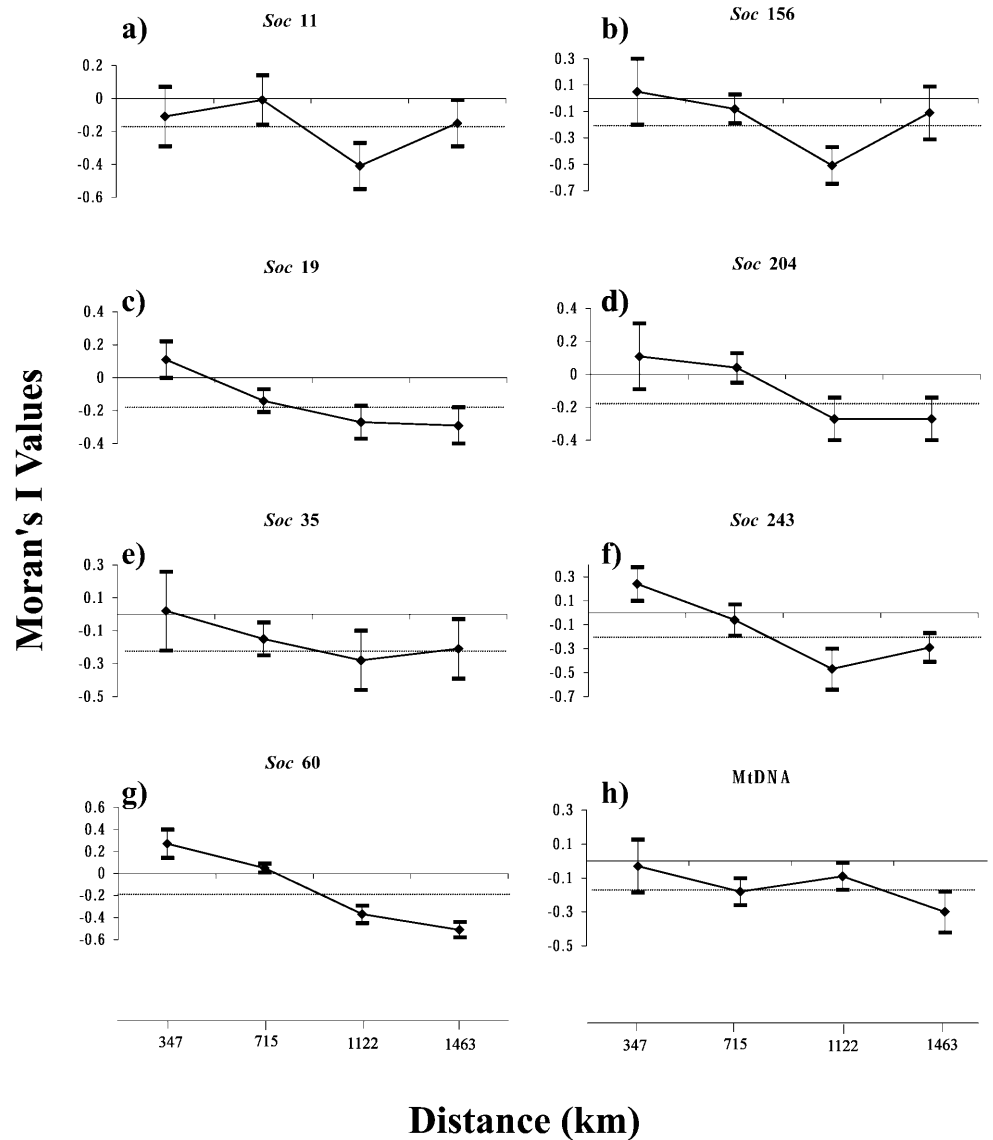 a)
Soc 11
0.2
0
-0.2
-0.4
-0.6
b)
Soc 156
0.3
0.1
-0.1
-0.3
-0.5
-0.7
c)
Soc 19
0.4
0.2
0
-0.2
-0.4
d)
Soc 204
0.4
0.2
0
-0.2
-0.4
e)
Soc 35
0.3
0.1
-0.1
-0.3
-0.5
f)
Soc 243
0.3
0.1
-0.1
-0.3
-0.5
-0.7
g)
Soc 60
0.6
0.4
0.2
0
-0.2
-0.4
-0.6
h)
MtDNA
0.3
0.1
-0.1
-0.3
-0.5
Moran's I Values
347 715 1122 1463
347 715 1122 1463
Distance (km)